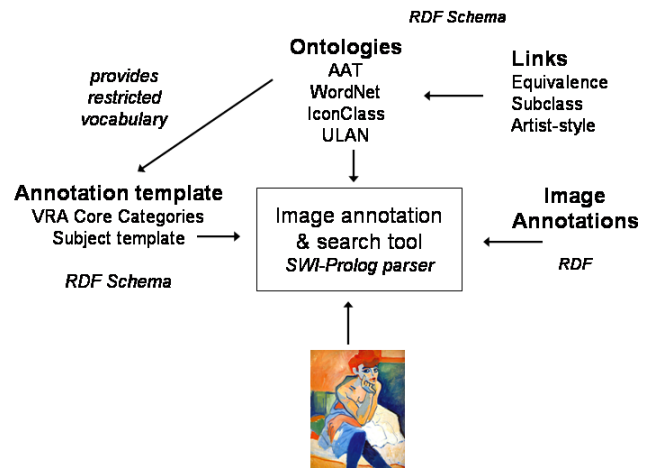 RDF Schema
Ontologies
AAT
WordNet
IconClass
ULAN
Links
Equivalence
Subclass
Artist-style
provides
restricted
vocabulary
Annotation template
VRA Core Categories
Subject template
RDF Schema
Image annotation
& search tool
SWI-Prolog parser
Image
Annotations
RDF